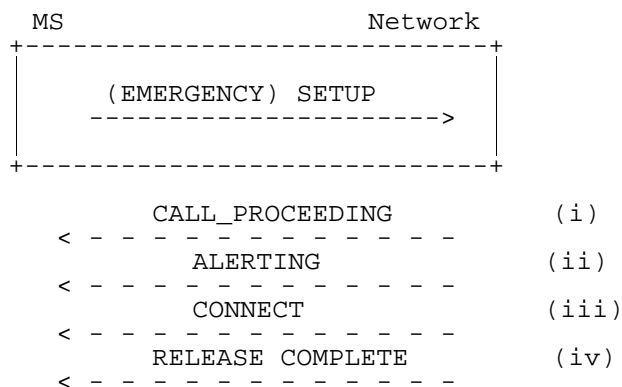 MS Network
(EMERGENCY) SETUP
CALL_PROCEEDING (i)
ALERTING (ii)
CONNECT (iii)
RELEASE COMPLETE (iv)